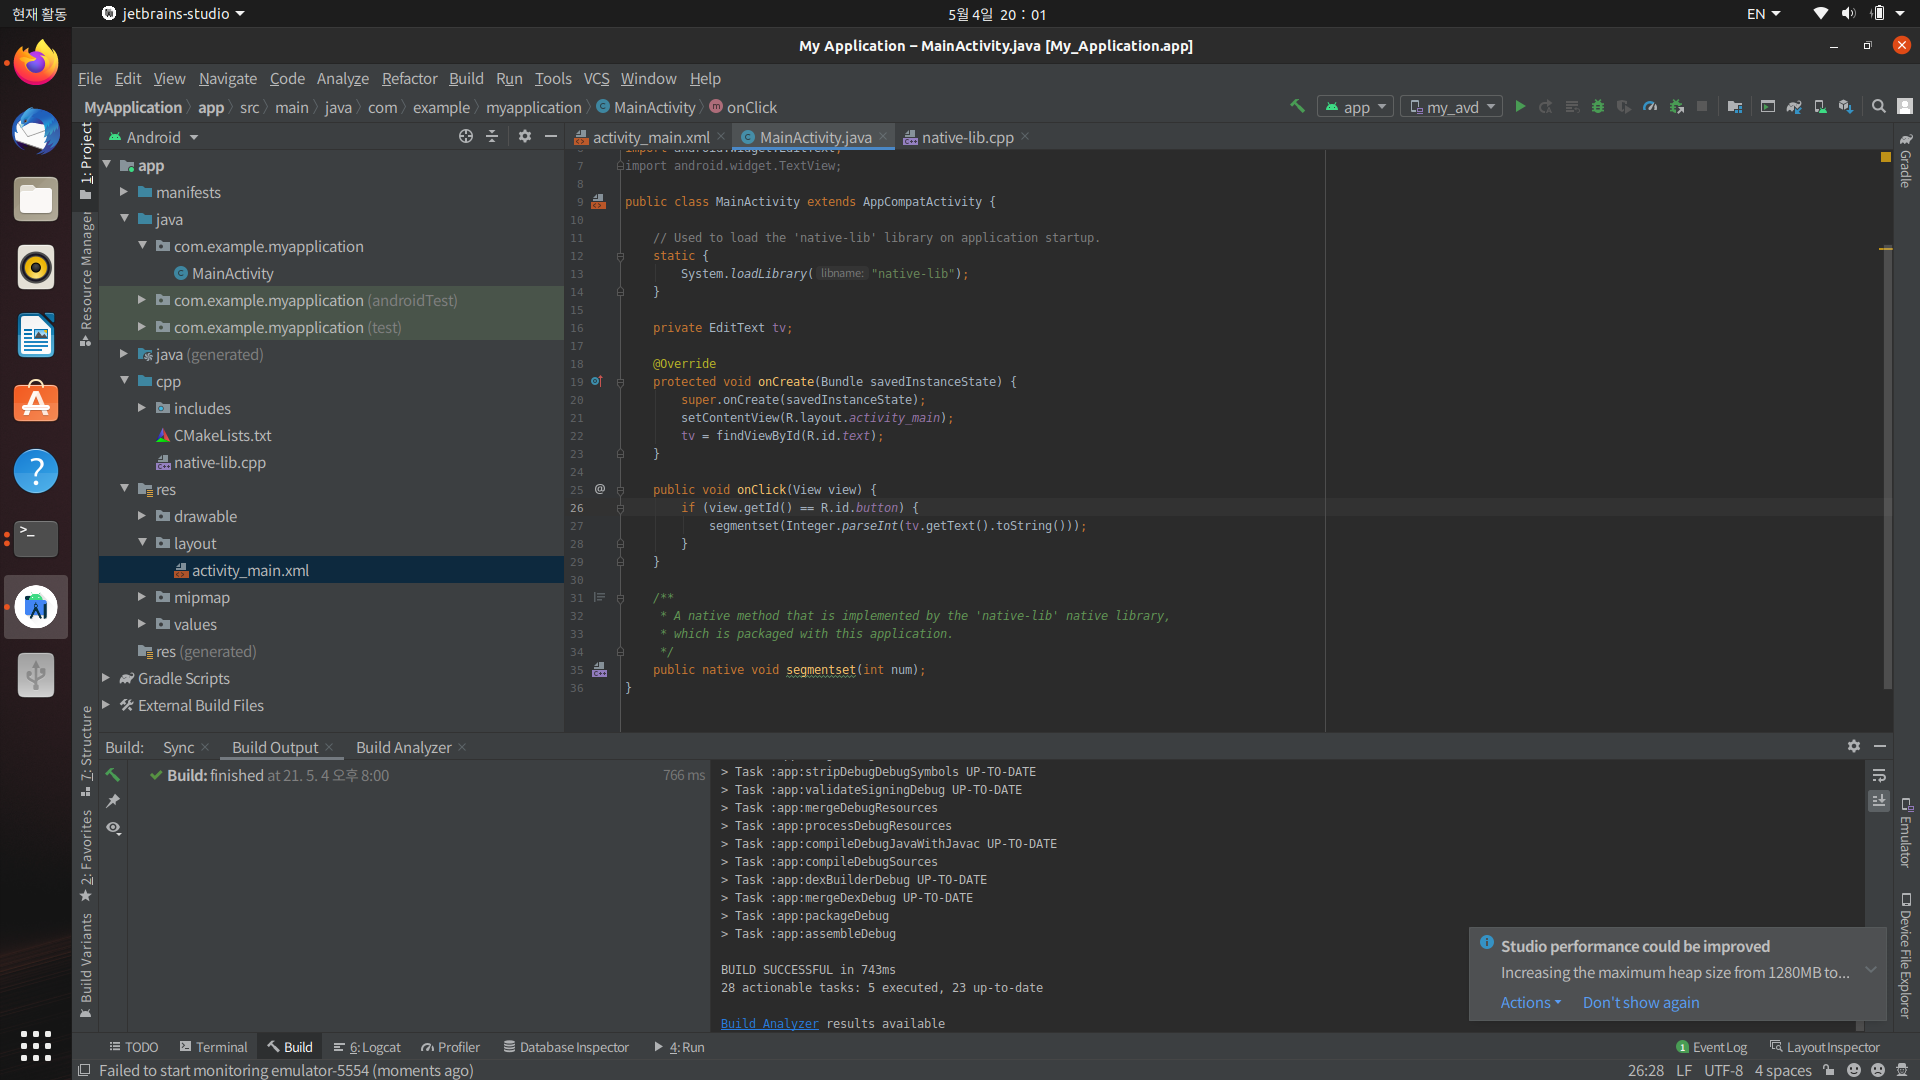 현재 활동
jetbrains-studio
5월 4일 20 : 01
EN
My Application – MainActivity.java [My_Application.app]
File Edit View Navigate Code Analyze Refactor Build Run Tools VCS Window Help
MyApplication app src main java com example myapplication MainActivity onClick
app
my_avd
1: Project
Resource Manager
7: Structure
2: Favorites
Build Variants
Android
app
manifests
java
com.example.myapplication
MainActivity
com.example.myapplication (androidTest)
com.example.myapplication (test)
java (generated)
cpp
includes
CMakeLists.txt
native-lib.cpp
res
drawable
layout
activity_main.xml
mipmap
values
res (generated)
Gradle Scripts
External Build Files
activity_main.xml
MainActivity.java
native-lib.cpp
import android.widget.EditText;
7 import android.widget.TextView;
8
9 public class MainActivity extends AppCompatActivity {
10
11 // Used to load the 'native-lib' library on application startup.
12 static {
13 System.loadLibrary( libname: "native-lib");
14 }
15
16 private EditText tv;
17
18 @Override
19 protected void onCreate(Bundle savedInstanceState) {
20 super.onCreate(savedInstanceState);
21 setContentView(R.layout.activity_main);
22 tv = findViewById(R.id.text);
23 }
24
25 @ public void onClick(View view) {
26 if (view.getId() == R.id.button) {
27 segmentset(Integer.parseInt(tv.getText().toString()));
28 }
29 }
30
31 /**
32 * A native method that is implemented by the 'native-lib' native library,
33 * which is packaged with this application.
34 */
35 public native void segmentset(int num);
36 }
Gradle
Emulator
Device File Explorer
Build: Sync Build Output Build Analyzer
Build: finished at 21. 5. 4 오후 8:00 766 ms
> Task :app:stripDebugDebugSymbols UP-TO-DATE
> Task :app:validateSigningDebug UP-TO-DATE
> Task :app:mergeDebugResources
> Task :app:processDebugResources
> Task :app:compileDebugJavaWithJavac UP-TO-DATE
> Task :app:compileDebugSources
> Task :app:dexBuilderDebug UP-TO-DATE
> Task :app:mergeDexDebug UP-TO-DATE
> Task :app:packageDebug
> Task :app:assembleDebug
BUILD SUCCESSFUL in 743ms
28 actionable tasks: 5 executed, 23 up-to-date
Build Analyzer results available
Studio performance could be improved
Increasing the maximum heap size from 1280MB to...
Actions Don't show again
TODO Terminal Build 6: Logcat Profiler Database Inspector 4: Run
1 Event Log Layout Inspector
Failed to start monitoring emulator-5554 (moments ago)
26:28 LF UTF-8 4 spaces